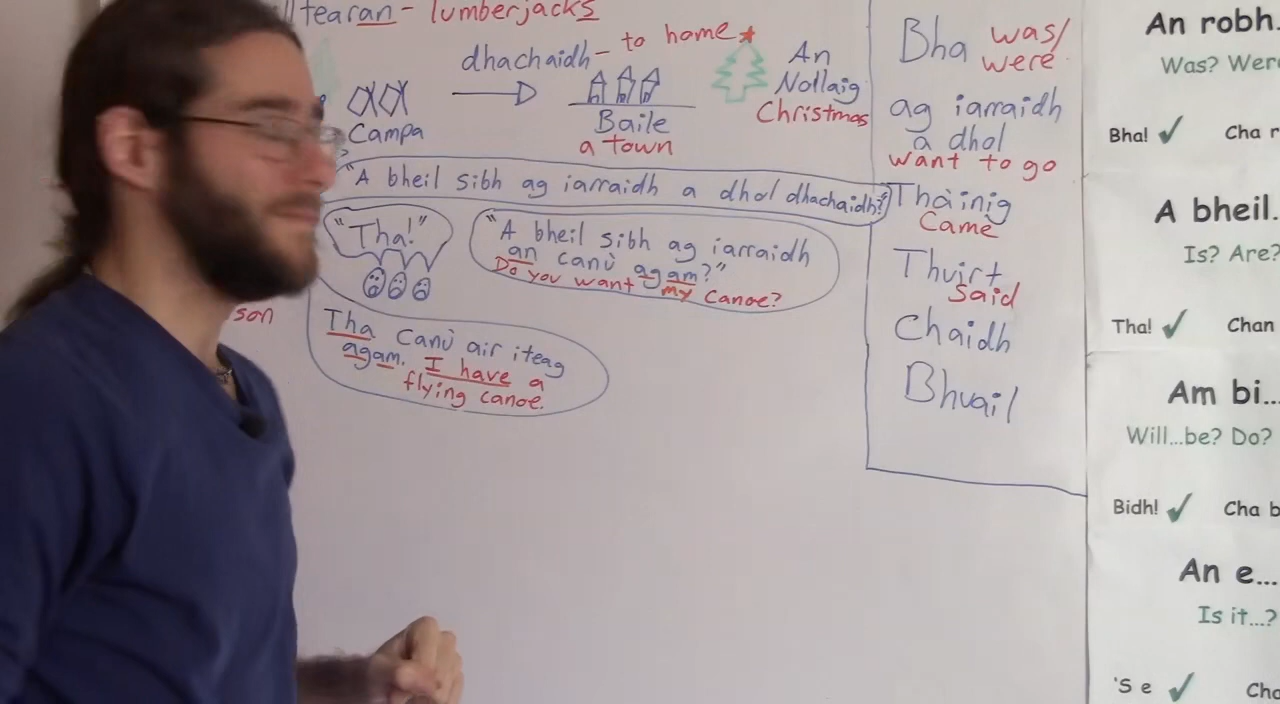 tearan - lumberjacks
dhachaidh - to home
Campa
Baile
a town
An
Nollaig
Christmas
"A bheil sibh ag iarraidh a dhol dhachaidh?"
"Tha!"
"A bheil sibh ag iarraidh
an canù agam?"
Do you want my canoe?
son
Tha canù air iteag
agam. I have a
flying canoe.
Bha was/
were
ag iarraidh
a dhol
want to go
Thàinig
Came
Thuirt
said
Chaidh
Bhuail
An robh.
Was? Wer
Bha! ✓ Cha r
A bheil.
Is? Are?
Tha! ✓ Chan
Am bi...
Will...be? Do?
Bidh! ✓ Cha b
An e...
Is it...?
'S e ✓ Cha